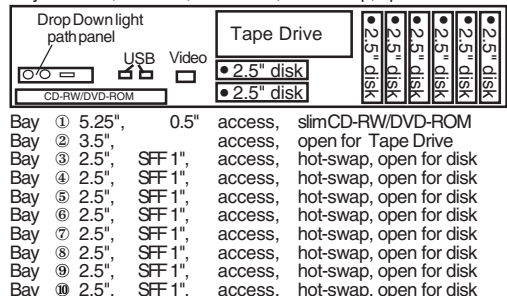 Drop Down light
path panel
USB
Video
Tape Drive
• 2.5" disk
• 2.5" disk
CD-RW/DVD-ROM
• 2.5" disk
• 2.5" disk
• 2.5" disk
• 2.5" disk
• 2.5" disk
• 2.5" disk
Bay ① 5.25", 0.5" access, slimCD-RW/DVD-ROM
Bay ② 3.5", access, open for Tape Drive
Bay ③ 2.5", SFF 1", access, hot-swap, open for disk
Bay ④ 2.5", SFF 1", access, hot-swap, open for disk
Bay ⑤ 2.5", SFF 1", access, hot-swap, open for disk
Bay ⑥ 2.5", SFF 1", access, hot-swap, open for disk
Bay ⑦ 2.5", SFF 1", access, hot-swap, open for disk
Bay ⑧ 2.5", SFF 1", access, hot-swap, open for disk
Bay ⑨ 2.5", SFF 1", access, hot-swap, open for disk
Bay ⑩ 2.5", SFF 1", access, hot-swap, open for disk